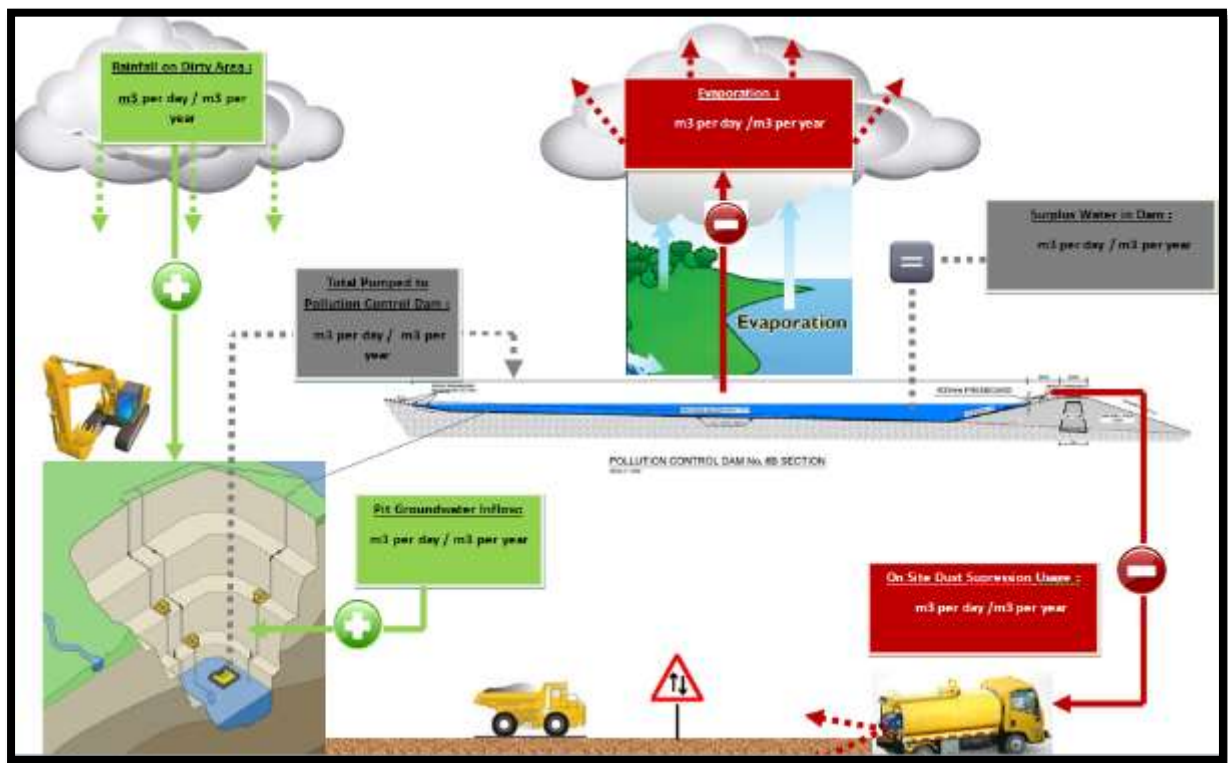 Rainfall on Dirty Area :
m3 per day / m3 per
year
Evaporation :
m3 per day /m3 per year
Surplus Water in Dam :
m3 per day / m3 per year
Total Pumped to
Pollution Control Dam :
m3 per day / m3 per
year
Evaporation
POLLUTION CONTROL DAM No. 6B SECTION
Pit Groundwater Inflow:
m3 per day / m3 per year
On Site Dust Supression Usage :
m3 per day /m3 per year